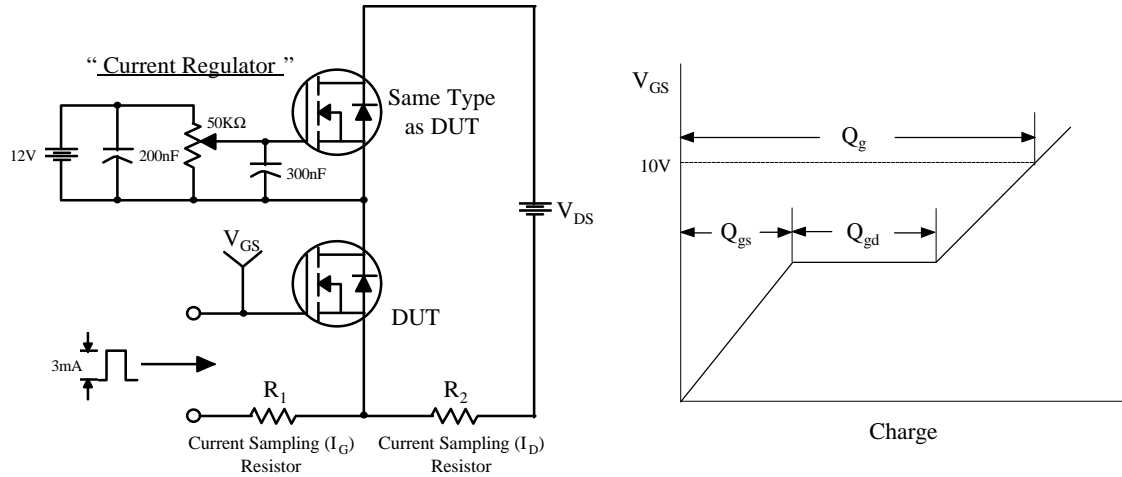 “ Current Regulator ”
Same Type
as DUT
50KΩ
12V
200nF
300nF
V_DS
V_GS
DUT
3mA
R_1
R_2
Current Sampling (I_G)
Resistor
Current Sampling (I_D)
Resistor
V_GS
Q_g
10V
Q_gs
Q_gd
Charge